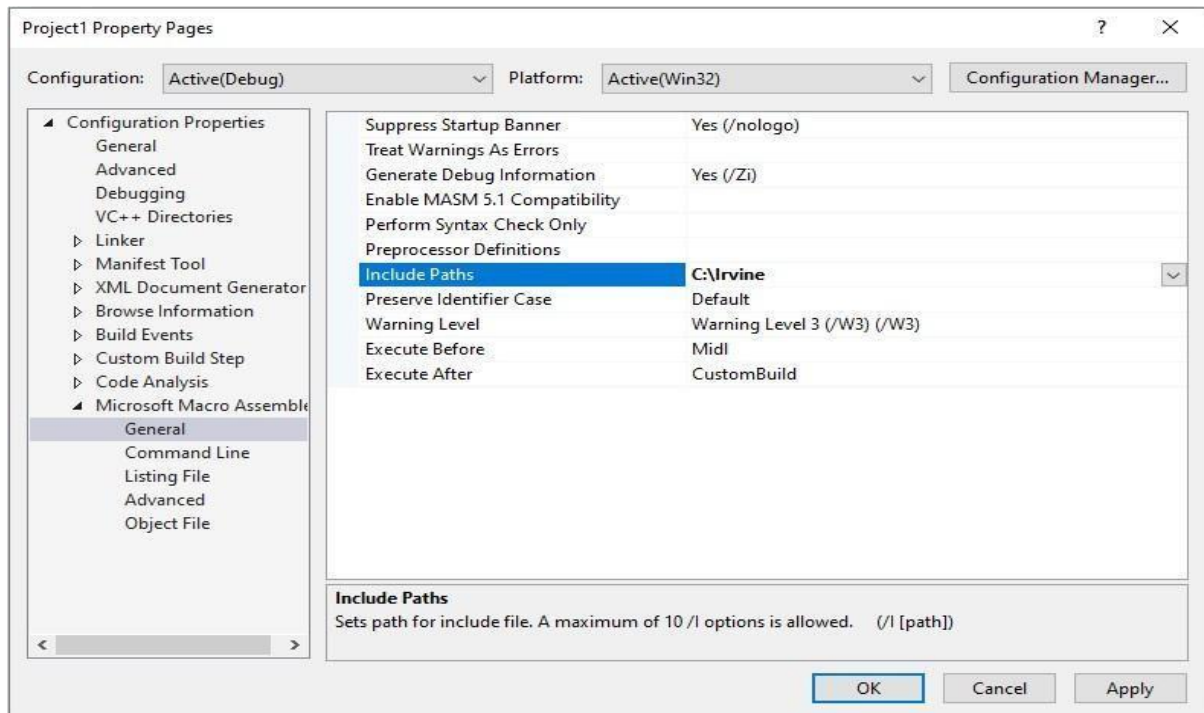 Project1 Property Pages
Configuration: Active(Debug) Platform: Active(Win32) Configuration Manager...
Configuration Properties
General
Advanced
Debugging
VC++ Directories
Linker
Manifest Tool
XML Document Generator
Browse Information
Build Events
Custom Build Step
Code Analysis
Microsoft Macro Assemble
General
Command Line
Listing File
Advanced
Object File
Suppress Startup Banner Yes (/nologo)
Treat Warnings As Errors
Generate Debug Information Yes (/Zi)
Enable MASM 5.1 Compatibility
Perform Syntax Check Only
Preprocessor Definitions
Include Paths C:\Irvine
Preserve Identifier Case Default
Warning Level Warning Level 3 (/W3) (/W3)
Execute Before Midl
Execute After CustomBuild
Include Paths
Sets path for include file. A maximum of 10 /I options is allowed. (/I [path])
OK Cancel Apply